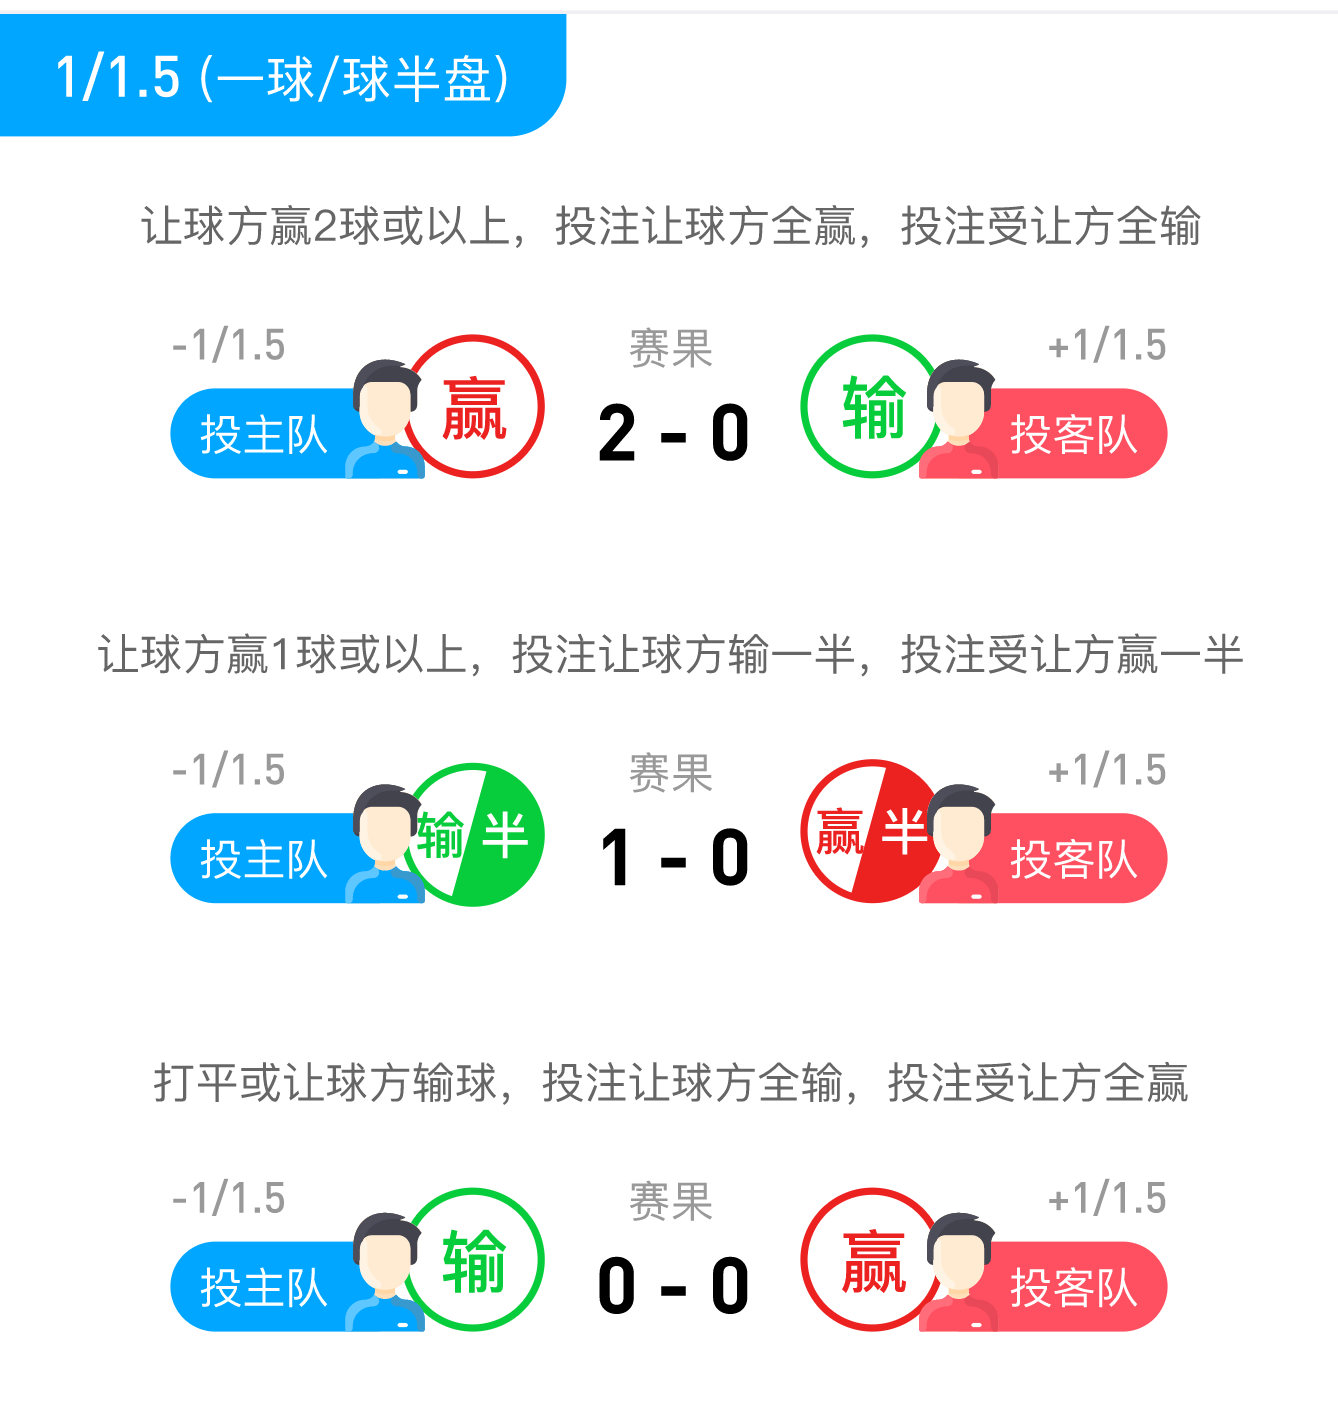 1/1.5 (一球/球半盘)
让球方赢2球或以上，投注让球方全赢，投注受让方全输
-1/1.5 赛果 +1/1.5
投主队 赢 2 - 0 输 投客队
让球方赢1球或以上，投注让球方输一半，投注受让方赢一半
-1/1.5 赛果 +1/1.5
投主队 输半 1 - 0 赢半 投客队
打平或让球方输球，投注让球方全输，投注受让方全赢
-1/1.5 赛果 +1/1.5
投主队 输 0 - 0 赢 投客队